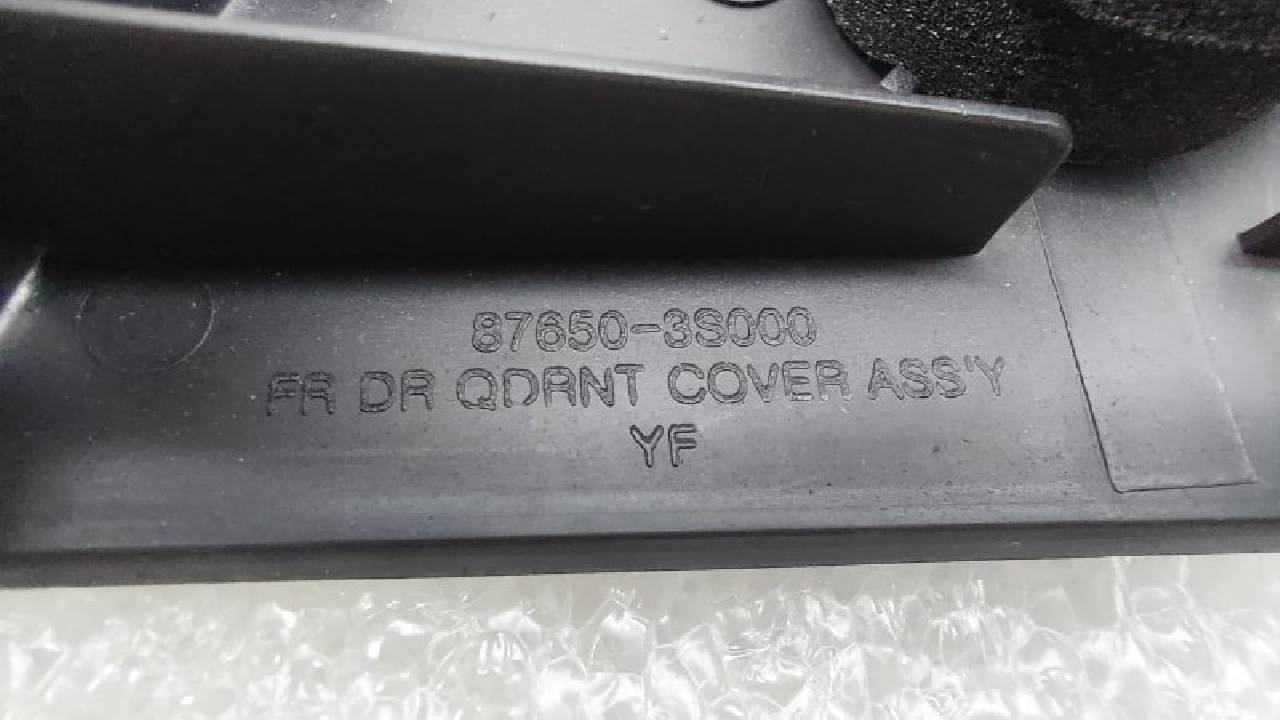 87650-3S000
FR DR QDRNT COVER ASS'Y
YF